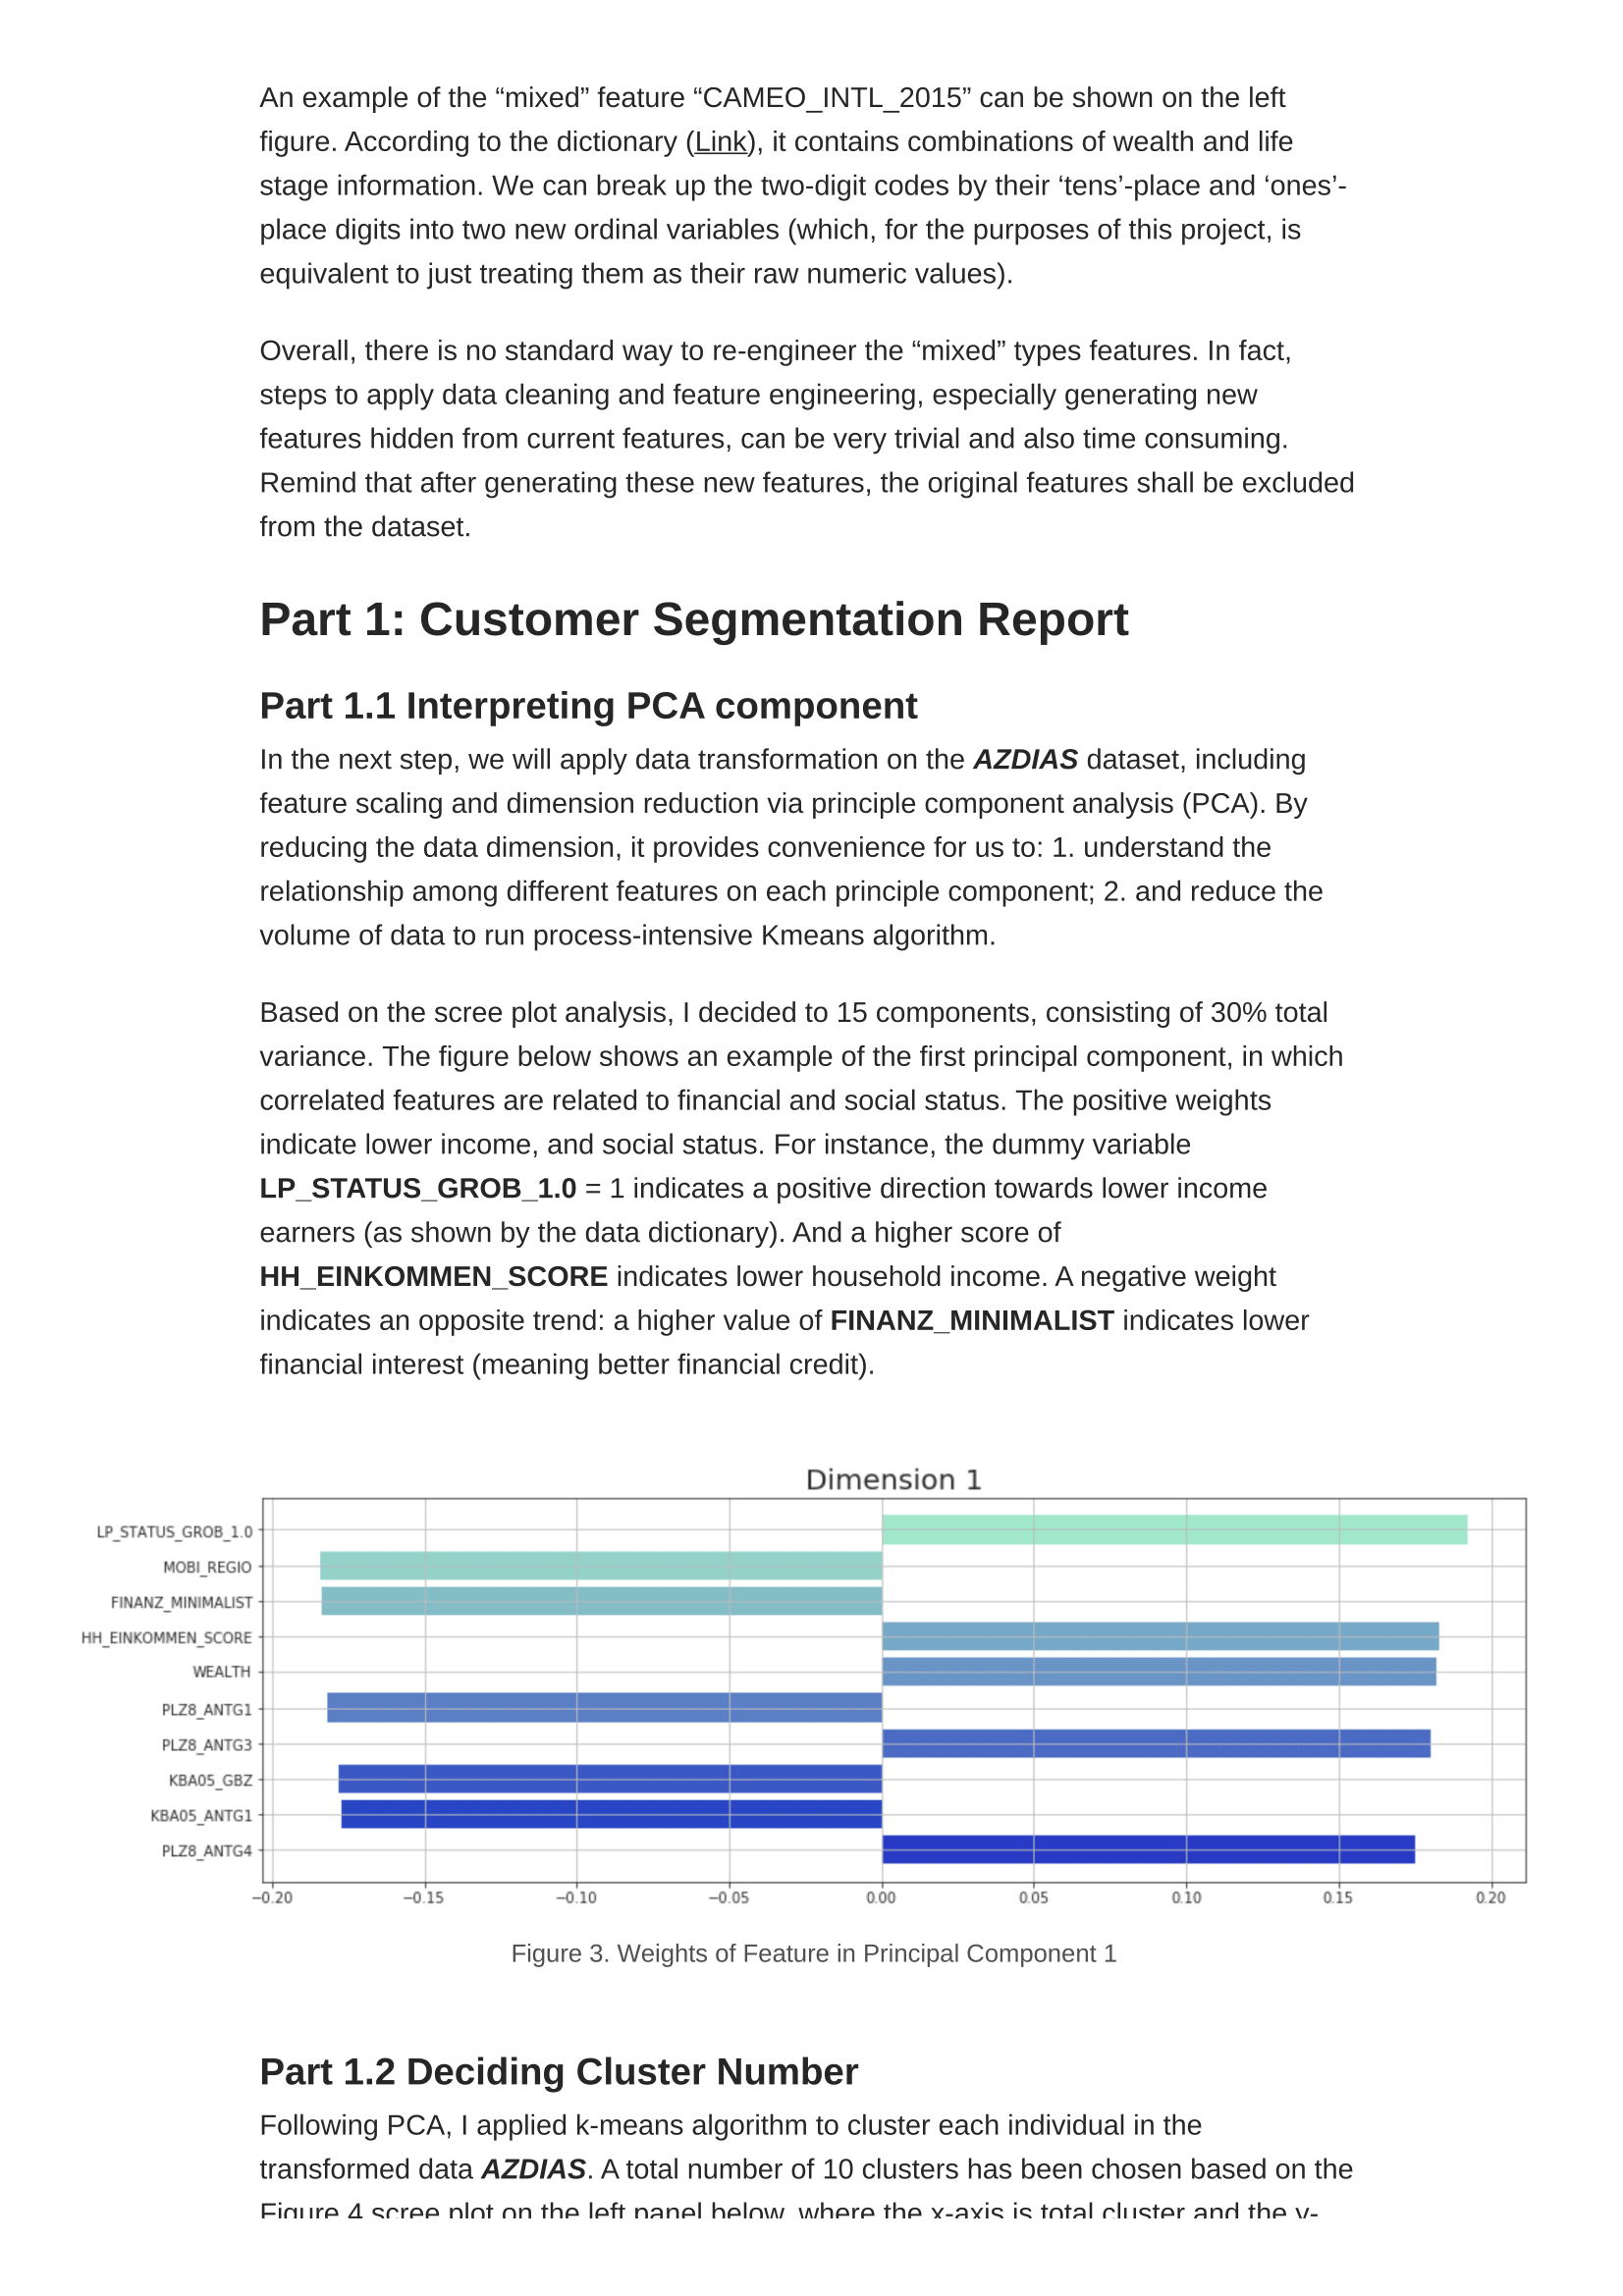 An example of the “mixed” feature “CAMEO_INTL_2015” can be shown on the left
figure. According to the dictionary (Link), it contains combinations of wealth and life
stage information. We can break up the two-digit codes by their ‘tens’-place and ‘ones’-
place digits into two new ordinal variables (which, for the purposes of this project, is
equivalent to just treating them as their raw numeric values).
Overall, there is no standard way to re-engineer the “mixed” types features. In fact,
steps to apply data cleaning and feature engineering, especially generating new
features hidden from current features, can be very trivial and also time consuming.
Remind that after generating these new features, the original features shall be excluded
from the dataset.
Part 1: Customer Segmentation Report
Part 1.1 Interpreting PCA component
In the next step, we will apply data transformation on the AZDIAS dataset, including
feature scaling and dimension reduction via principle component analysis (PCA). By
reducing the data dimension, it provides convenience for us to: 1. understand the
relationship among different features on each principle component; 2. and reduce the
volume of data to run process-intensive Kmeans algorithm.
Based on the scree plot analysis, I decided to 15 components, consisting of 30% total
variance. The figure below shows an example of the first principal component, in which
correlated features are related to financial and social status. The positive weights
indicate lower income, and social status. For instance, the dummy variable
LP_STATUS_GROB_1.0 = 1 indicates a positive direction towards lower income
earners (as shown by the data dictionary). And a higher score of
HH_EINKOMMEN_SCORE indicates lower household income. A negative weight
indicates an opposite trend: a higher value of FINANZ_MINIMALIST indicates lower
financial interest (meaning better financial credit).
Dimension 1
LP_STATUS_GROB_1.0
MOBI_REGIO
FINANZ_MINIMALIST
HH_EINKOMMEN_SCORE
WEALTH
PLZ8_ANTG1
PLZ8_ANTG3
KBA05_GBZ
KBA05_ANTG1
PLZ8_ANTG4
−0.20 −0.15 −0.10 −0.05 0.00 0.05 0.10 0.15 0.20
Figure 3. Weights of Feature in Principal Component 1
Part 1.2 Deciding Cluster Number
Following PCA, I applied k-means algorithm to cluster each individual in the
transformed data AZDIAS. A total number of 10 clusters has been chosen based on the
Figure 4 scree plot on the left panel below, where the x-axis is total cluster and the y-